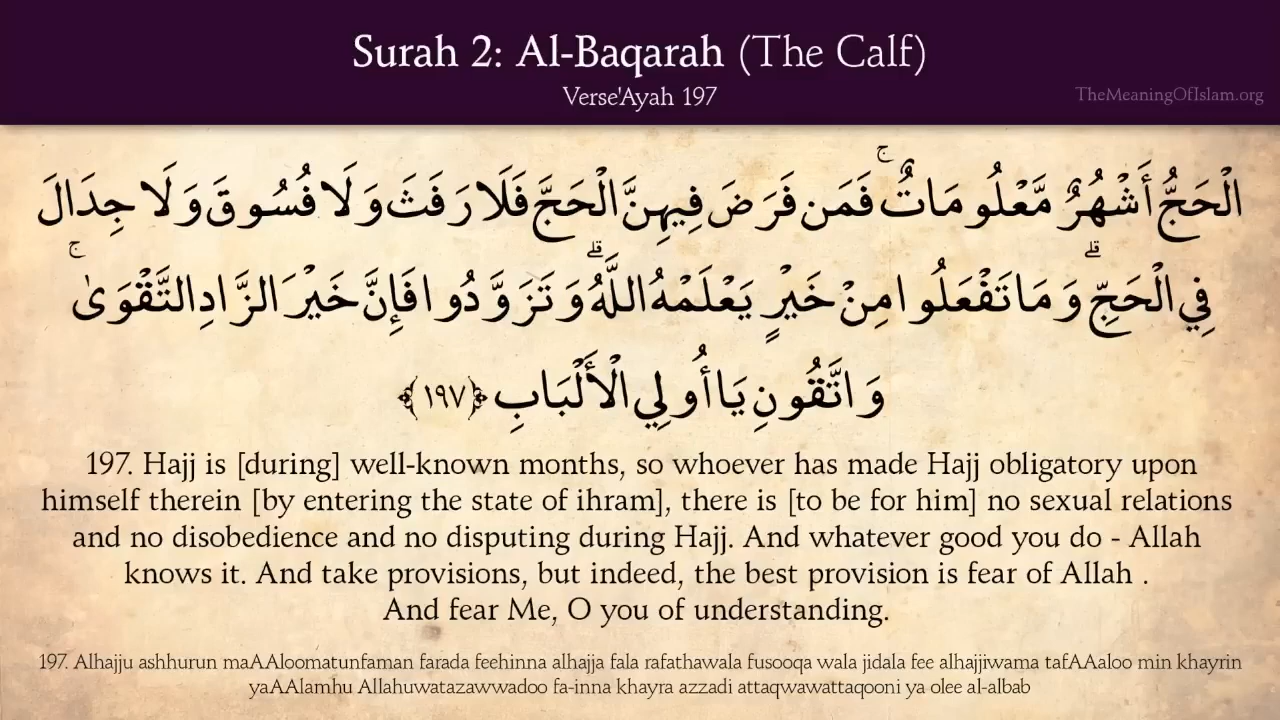 Surah 2: Al-Baqarah (The Calf)
Verse'Ayah 197
TheMeaningOfIslam.org
الْحَجُّ أَشْهُرٌ مَّعْلُومَاتٌ ۚ فَمَن فَرَضَ فِيهِنَّ الْحَجَّ فَلَا رَفَثَ وَلَا فُسُوقَ وَلَا جِدَالَ
فِي الْحَجِّ ۗ وَمَا تَفْعَلُوا مِنْ خَيْرٍ يَعْلَمْهُ اللَّهُ ۗ وَتَزَوَّدُوا فَإِنَّ خَيْرَ الزَّادِ التَّقْوَىٰ ۚ
وَاتَّقُونِ يَا أُولِي الْأَلْبَابِ ﴿١٩٧﴾
197. Hajj is [during] well-known months, so whoever has made Hajj obligatory upon
himself therein [by entering the state of ihram], there is [to be for him] no sexual relations
and no disobedience and no disputing during Hajj. And whatever good you do - Allah
knows it. And take provisions, but indeed, the best provision is fear of Allah .
And fear Me, O you of understanding.
197. Alhajju ashhurun maAAloomatunfaman farada feehinna alhajja fala rafathawala fusooqa wala jidala fee alhajjiwama tafAAaloo min khayrin
yaAAlamhu Allahuwatazawwadoo fa-inna khayra azzadi attaqwawattaqooni ya olee al-albab